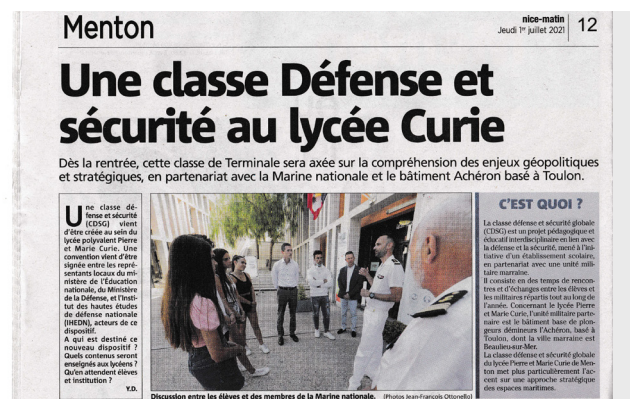 Menton
nice-matin
Jeudi 1er juillet 2021
12
Une classe Défense et
sécurité au lycée Curie
Dès la rentrée, cette classe de Terminale sera axée sur la compréhension des enjeux géopolitiques
et stratégiques, en partenariat avec la Marine nationale et le bâtiment Achéron basé à Toulon.
Une classe dé-
fense et sécurité
(CDSG) vient
d'être créée au sein du
lycée polyvalent Pierre
et Marie Curie. Une
convention vient d'être
signée entre les repré-
sentants locaux du mi-
nistère de l'Éducation
nationale, du Ministère
de la Défense, et l'Insti-
tut des hautes études
de défense nationale
(IHEDN), acteurs de ce
dispositif.
A qui est destiné ce
nouveau dispositif ?
Quels contenus seront
enseignés aux lycéens ?
Qu'en attendent élèves
et institution ?
Y.D.
Discussion entre les élèves et des membres de la Marine nationale.
(Photos Jean-François Ottonello)
C'EST QUOI ?
La classe défense et sécurité globale
(CDSG) est un projet pédagogique et
éducatif interdisciplinaire en lien avec
la défense et la sécurité, mené à l'ini-
tiative d'un établissement scolaire,
en partenariat avec une unité mili-
taire marraine.
Il consiste en des temps de rencon-
tres et d'échanges entre les élèves et
les militaires répartis tout au long de
l'année. Concernant le lycée Pierre
et Marie Curie, l'unité militaire parte-
naire est le bâtiment base de plon-
geurs démineurs l'Achéron, basé à
Toulon, dont la ville marraine est
Beaulieu-sur-Mer.
La classe défense et sécurité globale
du lycée Pierre et Marie Curie de Men-
ton met plus particulièrement l'ac-
cent sur une approche stratégique
des espaces maritimes.